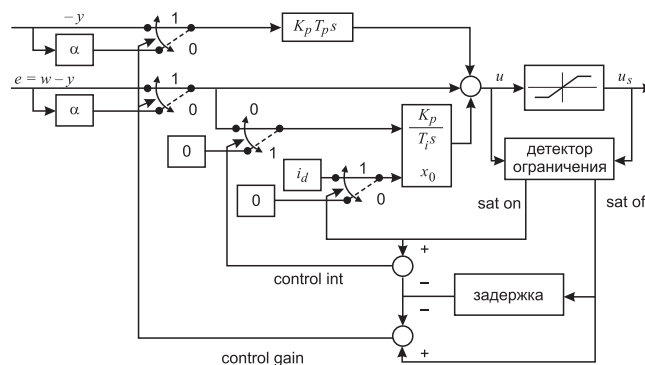 −y
1
0
α
K_p T_p s
e = w − y
1
0
α
u
u_s
0
1
0
K_p
T_i s
x_0
i_d
1
0
0
детектор
ограничения
sat on
sat of
+
−
control int
задержка
−
+
control gain